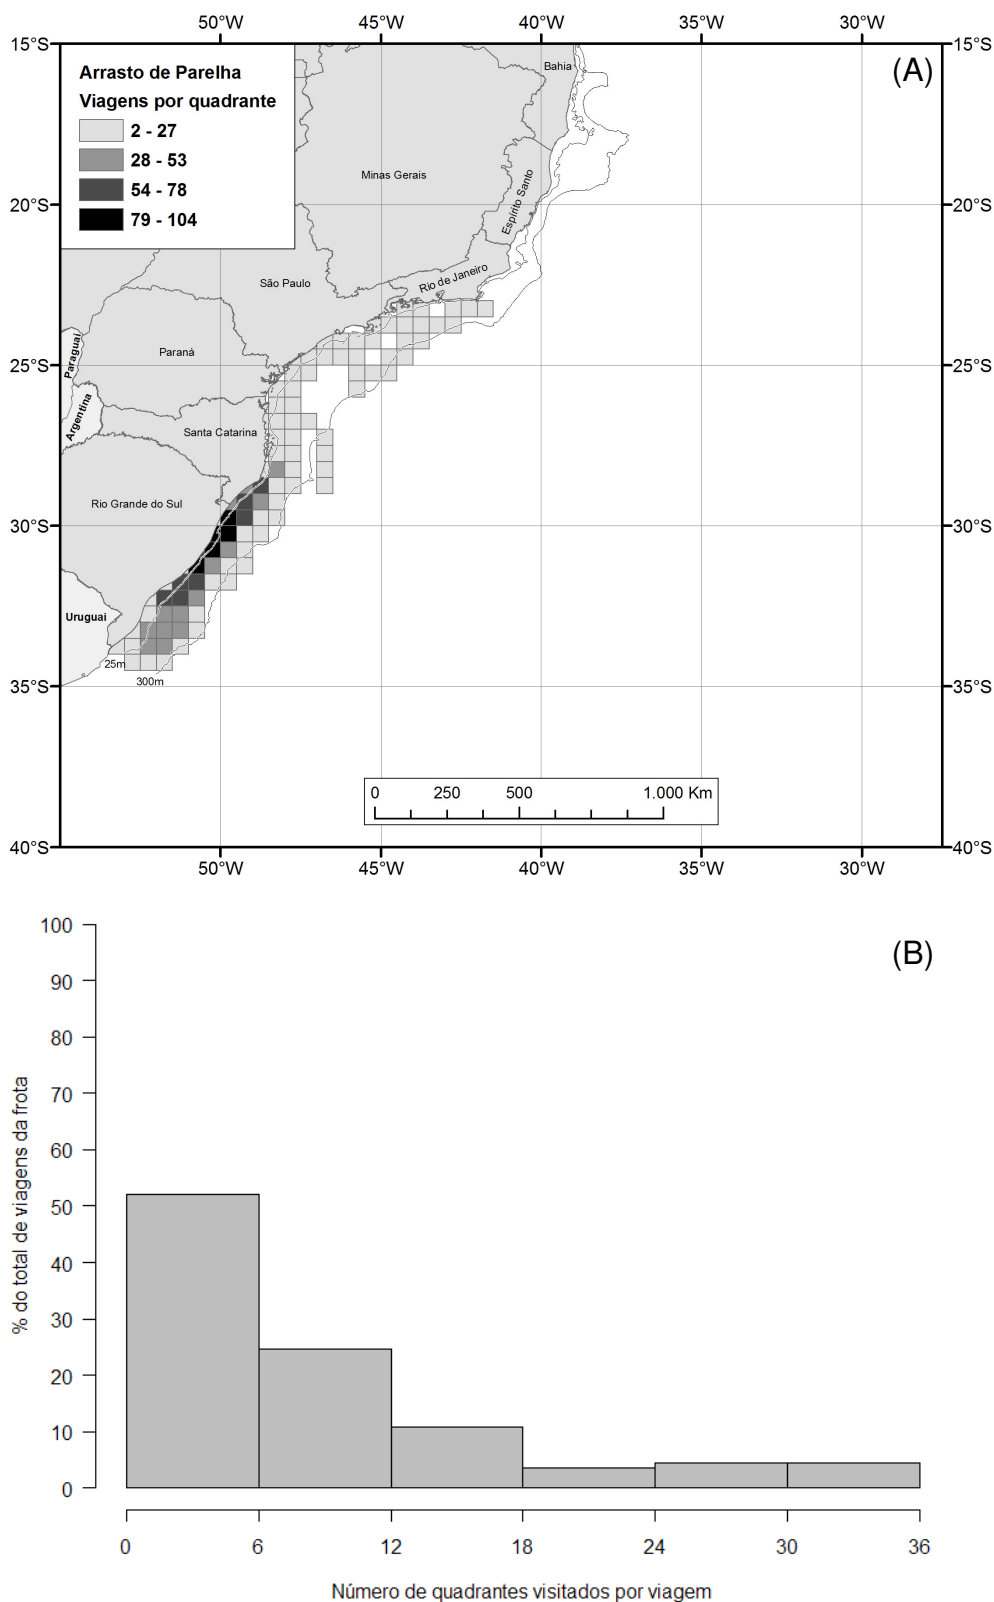 50°W 45°W 40°W 35°W 30°W
15°S 15°S
(A)
Arrasto de Parelha
Viagens por quadrante
2 - 27
28 - 53
54 - 78
79 - 104
Bahia
Minas Gerais
Espírito Santo
20°S 20°S
São Paulo
Rio de Janeiro
Paraguai
Paraná
25°S 25°S
Argentina
Santa Catarina
Rio Grande do Sul
30°S 30°S
Uruguai
25m
300m
35°S 35°S
0 250 500 1.000 Km
40°S 40°S
50°W 45°W 40°W 35°W 30°W
(B)
% do total de viagens da frota
100
90
80
70
60
50
40
30
20
10
0
0 6 12 18 24 30 36
Número de quadrantes visitados por viagem